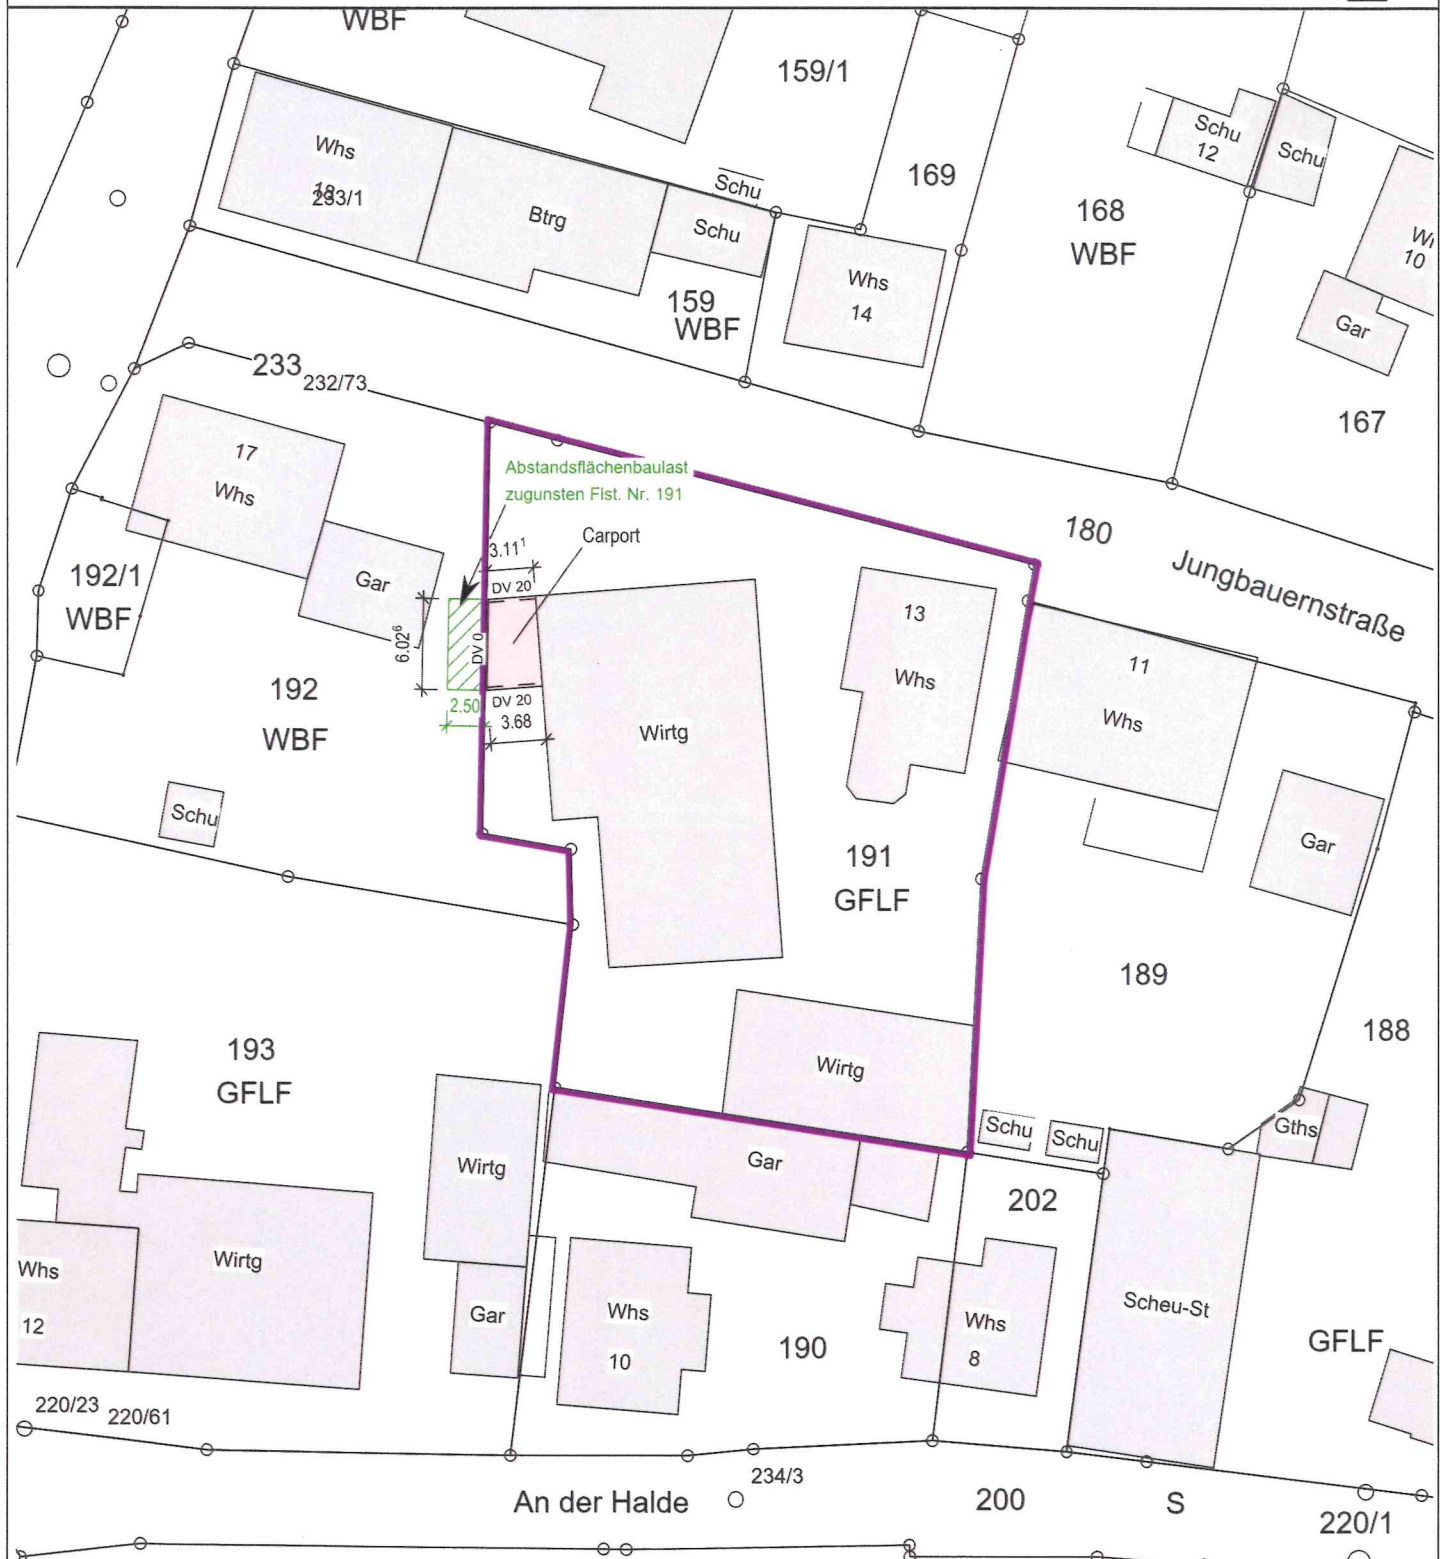 WBF
159/1
Whs
18
233/1
Btrg
Schu
Schu
169
Schu
12
Schu
168
WBF
10
Gar
Whs
14
159
WBF
233
232/73
167
17
Whs
Abstandsflächenbaulast
zugunsten Flst. Nr. 191
180
Jungbauernstraße
Carport
3.11¹
DV 20
Gar
192/1
WBF
6.02⁶
DV 0
13
Whs
11
Whs
192
WBF
2.50
DV 20
3.68
Wirtg
Schu
191
GFLF
Gar
189
188
193
GFLF
Wirtg
Schu
Schu
Gths
Wirtg
Gar
202
Whs
12
Wirtg
Gar
Whs
10
190
Whs
8
Scheu-St
GFLF
220/23
220/61
234/3
An der Halde
200
S
220/1